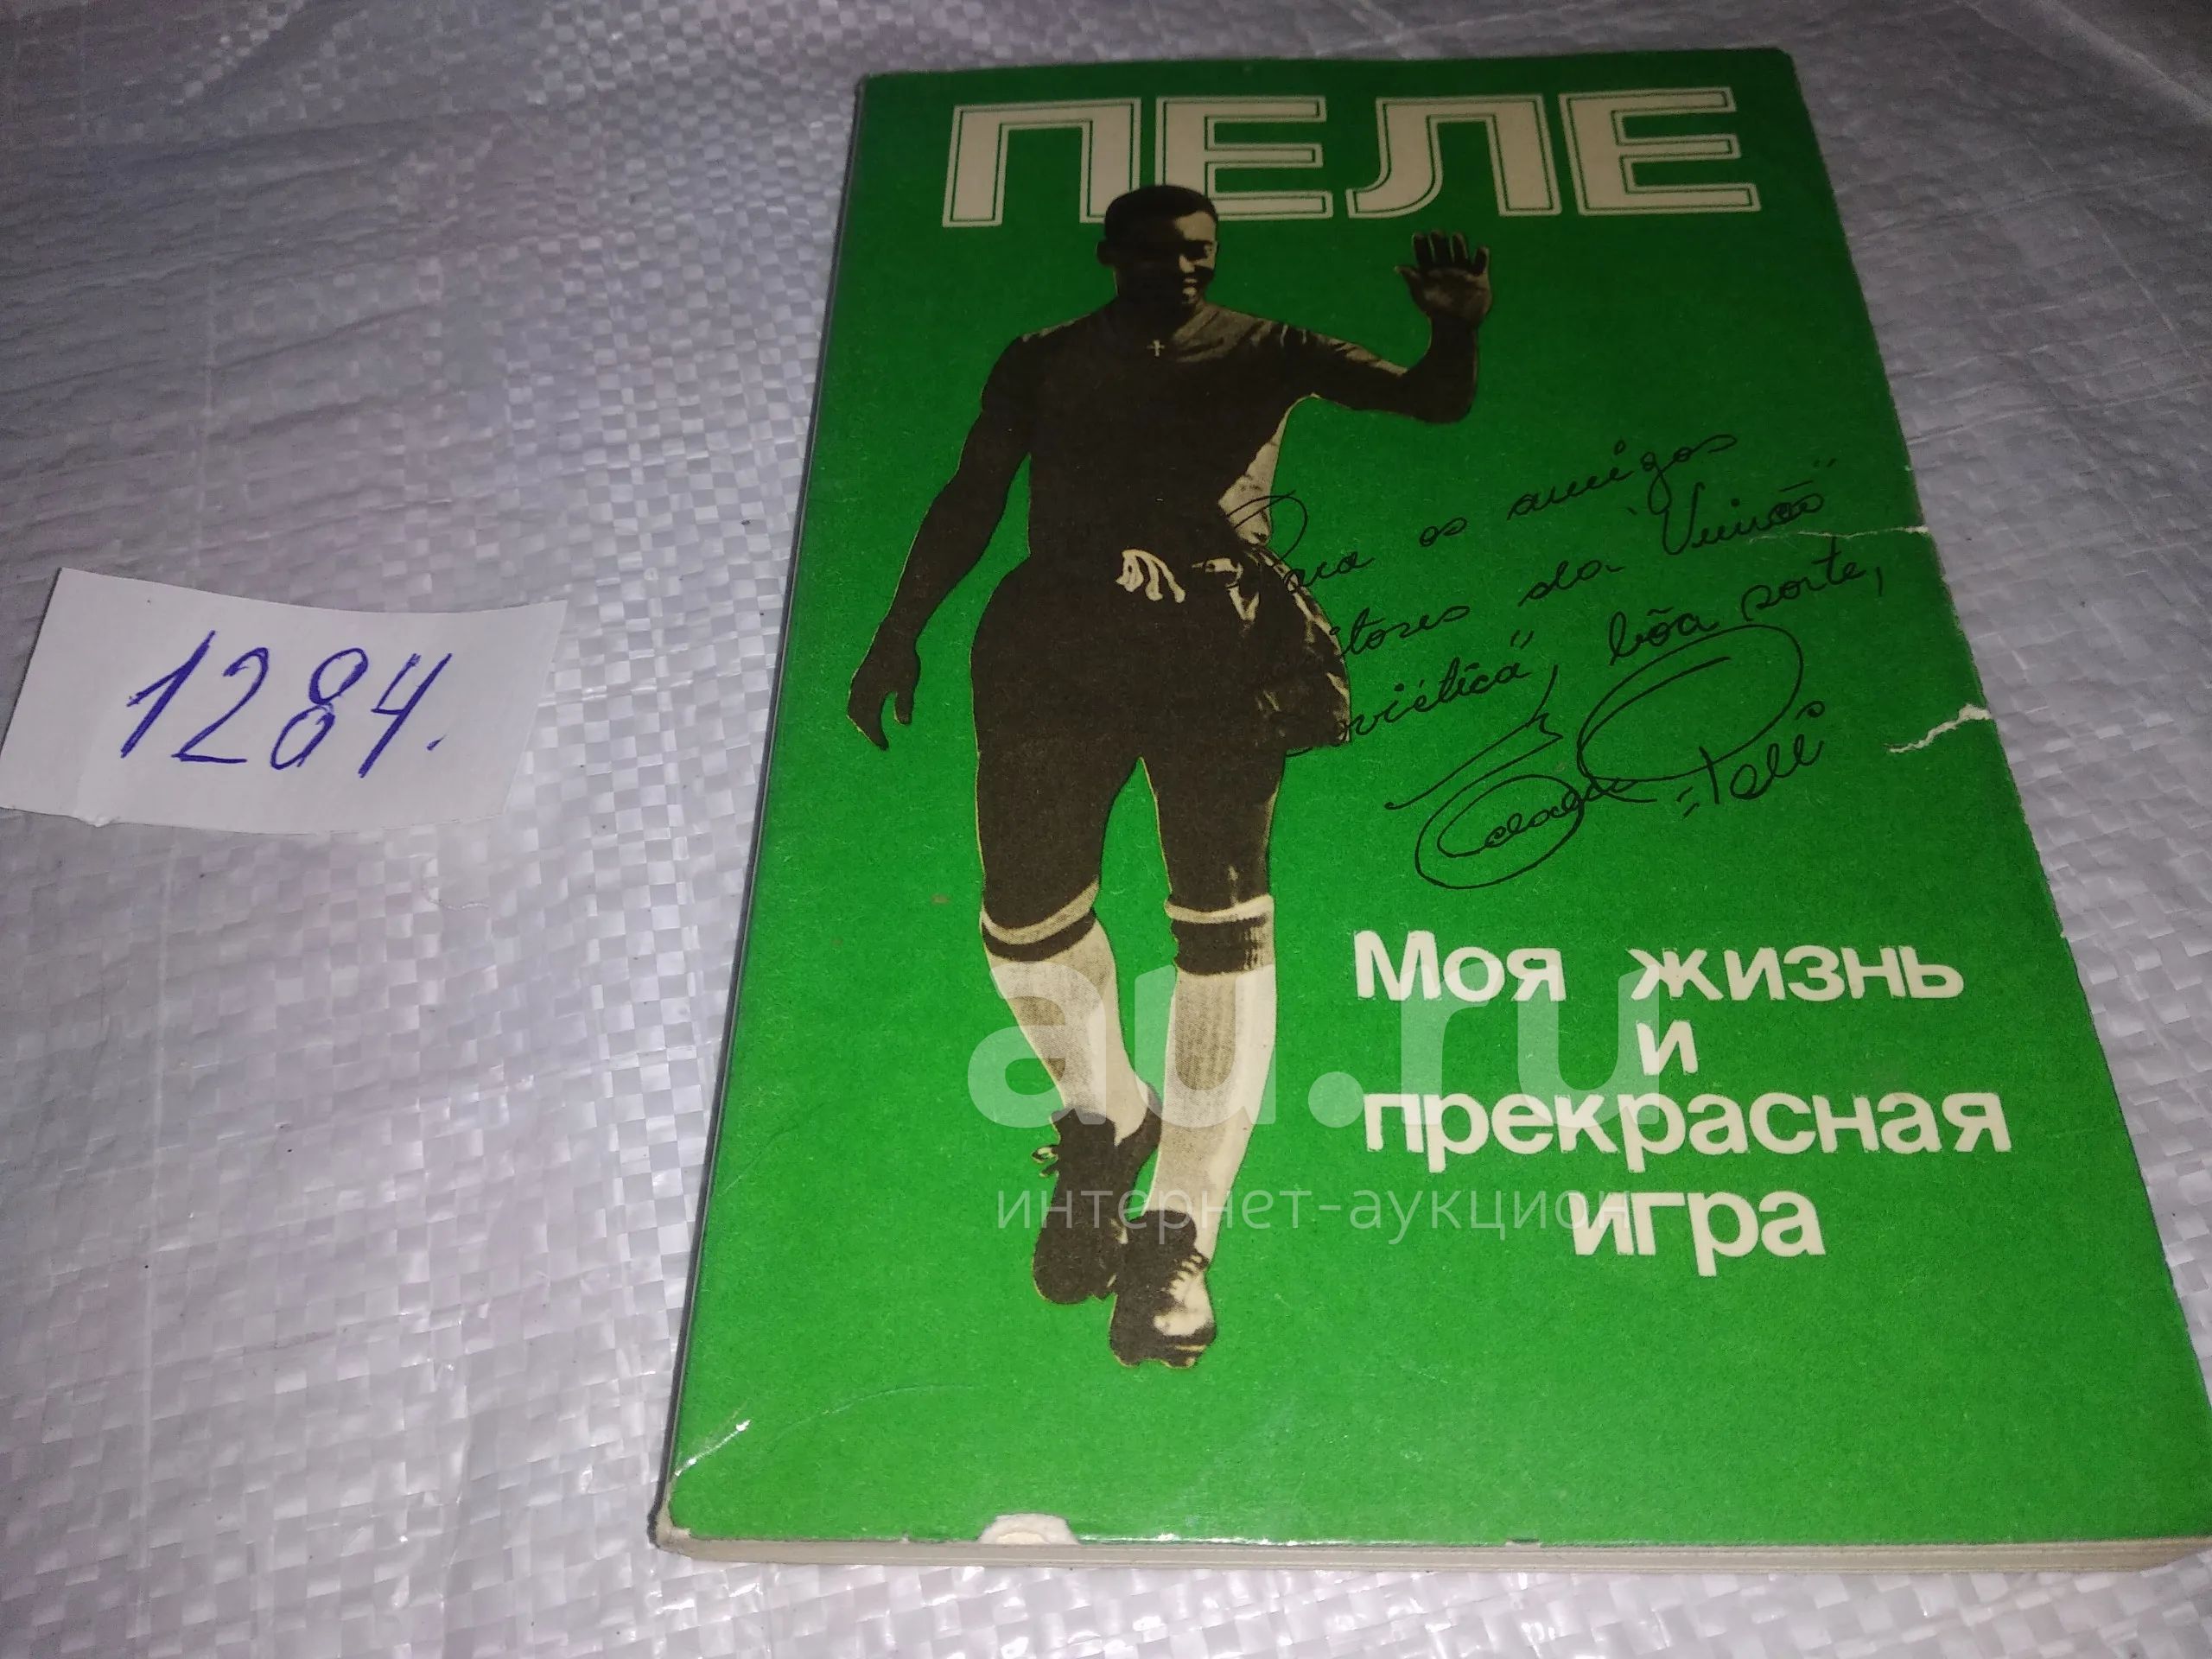 ПЕЛЕ
1284.
Para os amigos
leitores da "União
Soviética", bôa sorte,
Edson =Pelé
Моя жизнь
и
прекрасная
игра
au.ru
интернет-аукцион